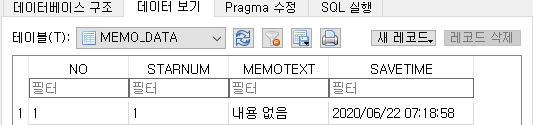 데이터베이스 구조 데이터 보기 Pragma 수정 SQL 실행
테이블(T): MEMO_DATA 새 레코드 레코드 삭제
NO STARNUM MEMOTEXT SAVETIME
필터 필터 필터 필터
1 1 1 내용 없음 2020/06/22 07:18:58